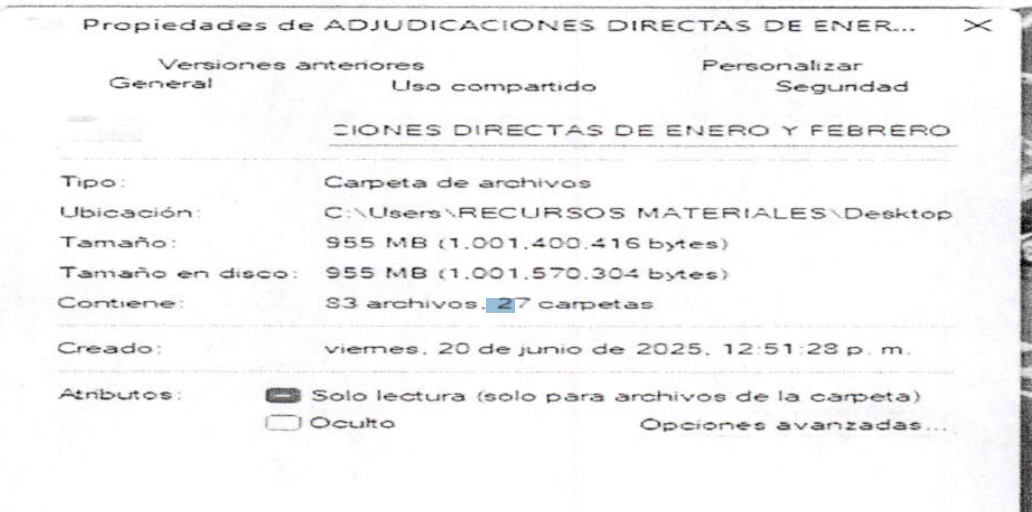 Propiedades de ADJUDICACIONES DIRECTAS DE ENER... ×
Versiones anteriores Personalizar
General Uso compartido Seguridad
CIONES DIRECTAS DE ENERO Y FEBRERO
Tipo: Carpeta de archivos
Ubicación: C:\Users\RECURSOS MATERIALES\Desktop
Tamaño: 955 MB (1.001.400.416 bytes)
Tamaño en disco: 955 MB (1.001.570.304 bytes)
Contiene: 83 archivos, 27 carpetas
Creado: viernes, 20 de junio de 2025, 12:51:28 p. m.
Atributos: Solo lectura (solo para archivos de la carpeta)
Oculto Opciones avanzadas...